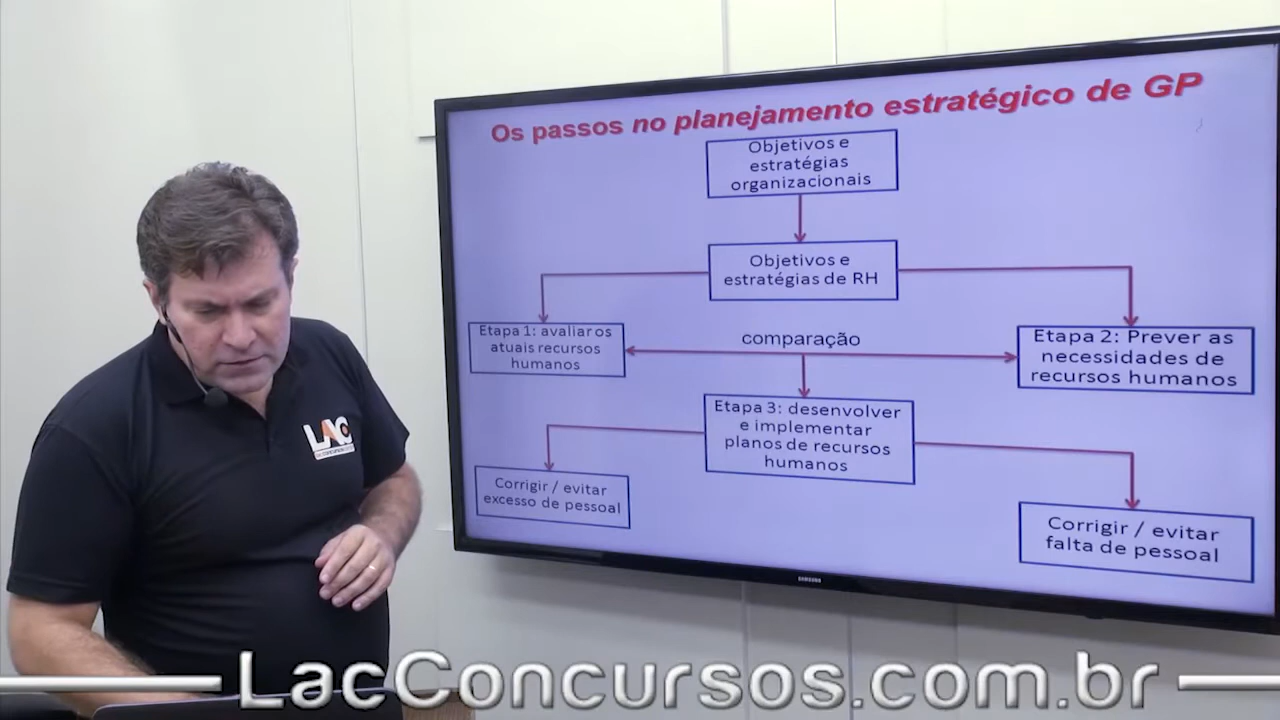 Os passos no planejamento estratégico de GP
Objetivos e
estratégias
organizacionais
Objetivos e
estratégias de RH
Etapa 1: avaliar os
atuais recursos
humanos
comparação
Etapa 2: Prever as
necessidades de
recursos humanos
Etapa 3: desenvolver
e implementar
planos de recursos
humanos
Corrigir / evitar
excesso de pessoal
Corrigir / evitar
falta de pessoal
SAMSUNG
LAC
LacConcursos.com.br